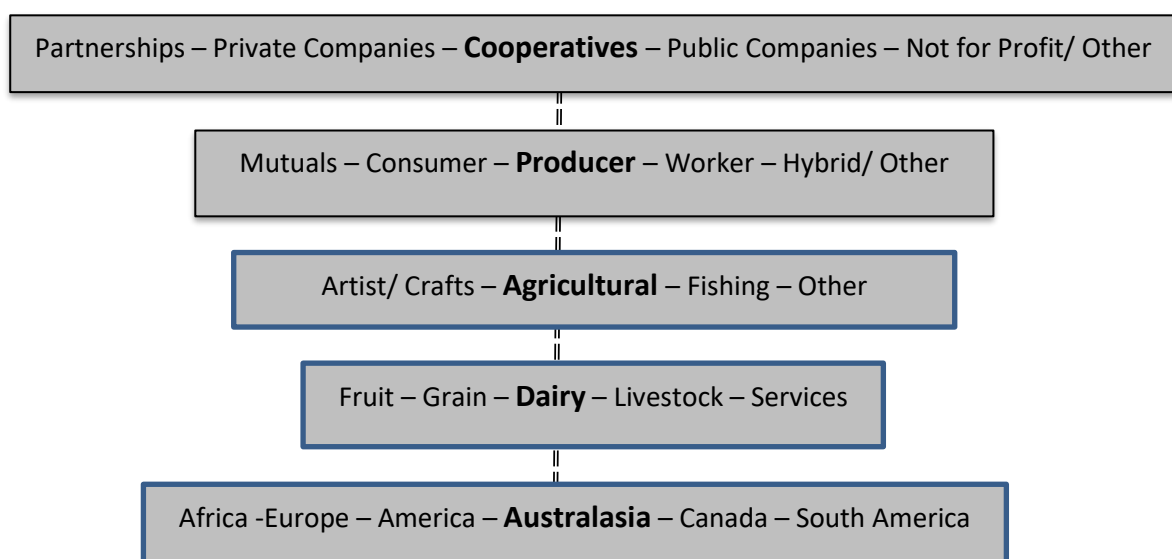 Partnerships – Private Companies – Cooperatives – Public Companies – Not for Profit/ Other
Mutuals – Consumer – Producer – Worker – Hybrid/ Other
Artist/ Crafts – Agricultural – Fishing – Other
Fruit – Grain – Dairy – Livestock – Services
Africa -Europe – America – Australasia – Canada – South America